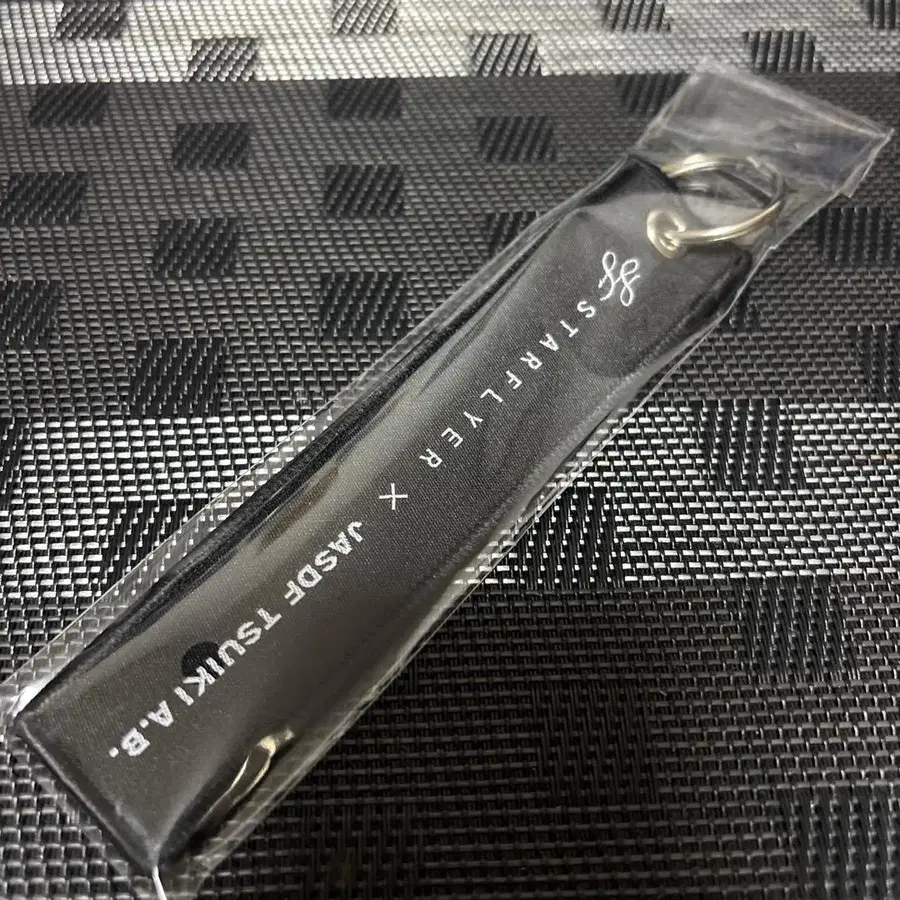 STARFLYER × JASDF TSUIKI A.B.